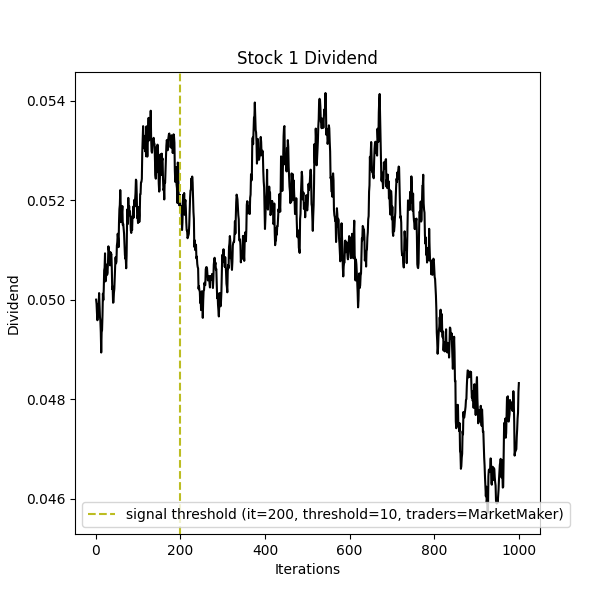 Stock 1 Dividend
0.054
0.052
0.050
0.048
0.046
Dividend
signal threshold (it=200, threshold=10, traders=MarketMaker)
0
200
400
600
800
1000
Iterations